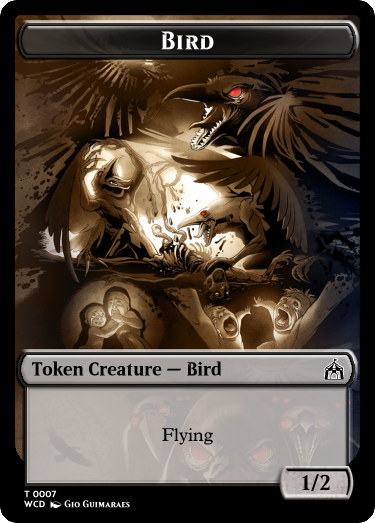 Bird
Token Creature — Bird
Flying
1/2
T 0007
WCD Gio Guimaraes